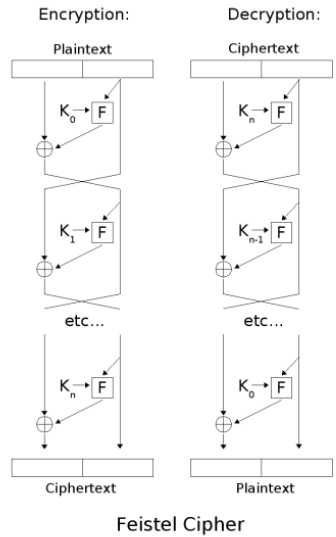 Encryption: Decryption:
Plaintext Ciphertext
K0 F Kn F
K1 F Kn-1 F
etc... etc...
Kn F K0 F
Ciphertext Plaintext
Feistel Cipher